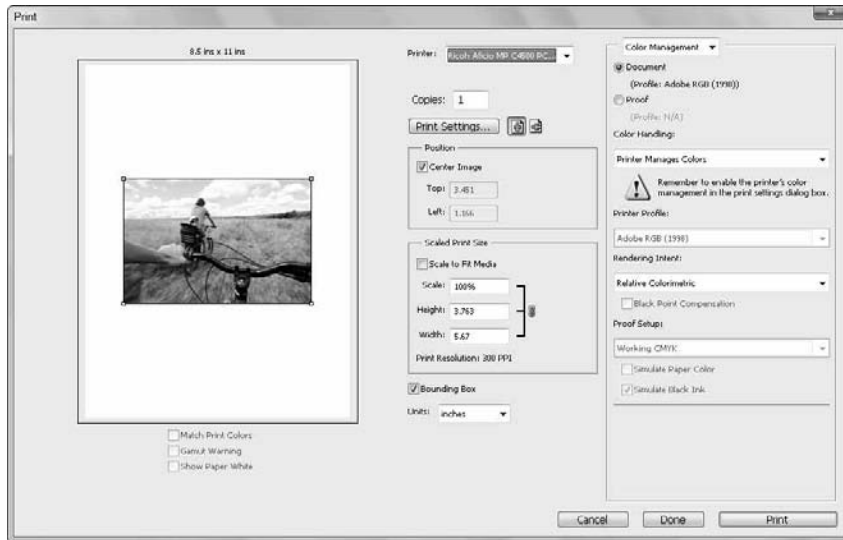 Print
8.5 ins x 11 ins
Match Print Colors
Gamut Warning
Show Paper White
Printer: Ricoh Aficio MP C4500 PC...
Copies: 1
Print Settings...
Position
Center Image
Top: 3.451
Left: 1.166
Scaled Print Size
Scale to Fit Media
Scale: 100%
Height: 3.763
Width: 5.67
Print Resolution: 300 PPI
Bounding Box
Units: inches
Color Management
Document
(Profile: Adobe RGB (1998))
Proof
(Profile: N/A)
Color Handling:
Printer Manages Colors
Remember to enable the printer's color
management in the print settings dialog box.
Printer Profile:
Adobe RGB (1998)
Rendering Intent:
Relative Colorimetric
Black Point Compensation
Proof Setup:
Working CMYK
Simulate Paper Color
Simulate Black Ink
Cancel
Done
Print